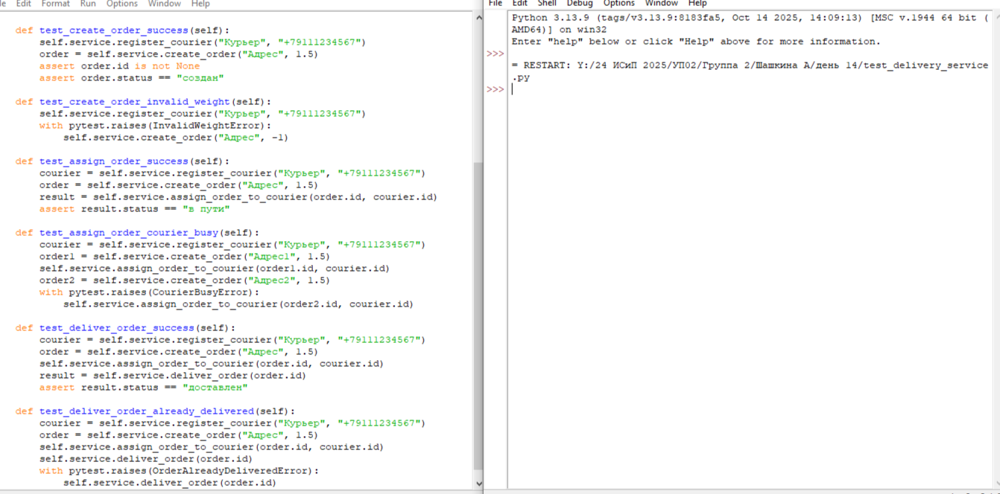 le Edit Format Run Options Window Help
def test_create_order_success(self):
self.service.register_courier("Курьер", "+79111234567")
order = self.service.create_order("Адрес", 1.5)
assert order.id is not None
assert order.status == "создан"
def test_create_order_invalid_weight(self):
self.service.register_courier("Курьер", "+79111234567")
with pytest.raises(InvalidWeightError):
self.service.create_order("Адрес", -1)
def test_assign_order_success(self):
courier = self.service.register_courier("Курьер", "+79111234567")
order = self.service.create_order("Адрес", 1.5)
result = self.service.assign_order_to_courier(order.id, courier.id)
assert result.status == "в пути"
def test_assign_order_courier_busy(self):
courier = self.service.register_courier("Курьер", "+79111234567")
order1 = self.service.create_order("Адрес1", 1.5)
self.service.assign_order_to_courier(order1.id, courier.id)
order2 = self.service.create_order("Адрес2", 1.5)
with pytest.raises(CourierBusyError):
self.service.assign_order_to_courier(order2.id, courier.id)
def test_deliver_order_success(self):
courier = self.service.register_courier("Курьер", "+79111234567")
order = self.service.create_order("Адрес", 1.5)
self.service.assign_order_to_courier(order.id, courier.id)
result = self.service.deliver_order(order.id)
assert result.status == "доставлен"
def test_deliver_order_already_delivered(self):
courier = self.service.register_courier("Курьер", "+79111234567")
order = self.service.create_order("Адрес", 1.5)
self.service.assign_order_to_courier(order.id, courier.id)
self.service.deliver_order(order.id)
with pytest.raises(OrderAlreadyDeliveredError):
self.service.deliver_order(order.id)
File Edit Shell Debug Options Window Help
Python 3.13.9 (tags/v3.13.9:8183fa5, Oct 14 2025, 14:09:13) [MSC v.1944 64 bit (
AMD64)] on win32
Enter "help" below or click "Help" above for more information.
>>>
= RESTART: Y:/24 ИСиП 2025/УП02/Группа 2/Шашкина А/день 14/test_delivery_service
.py
>>>